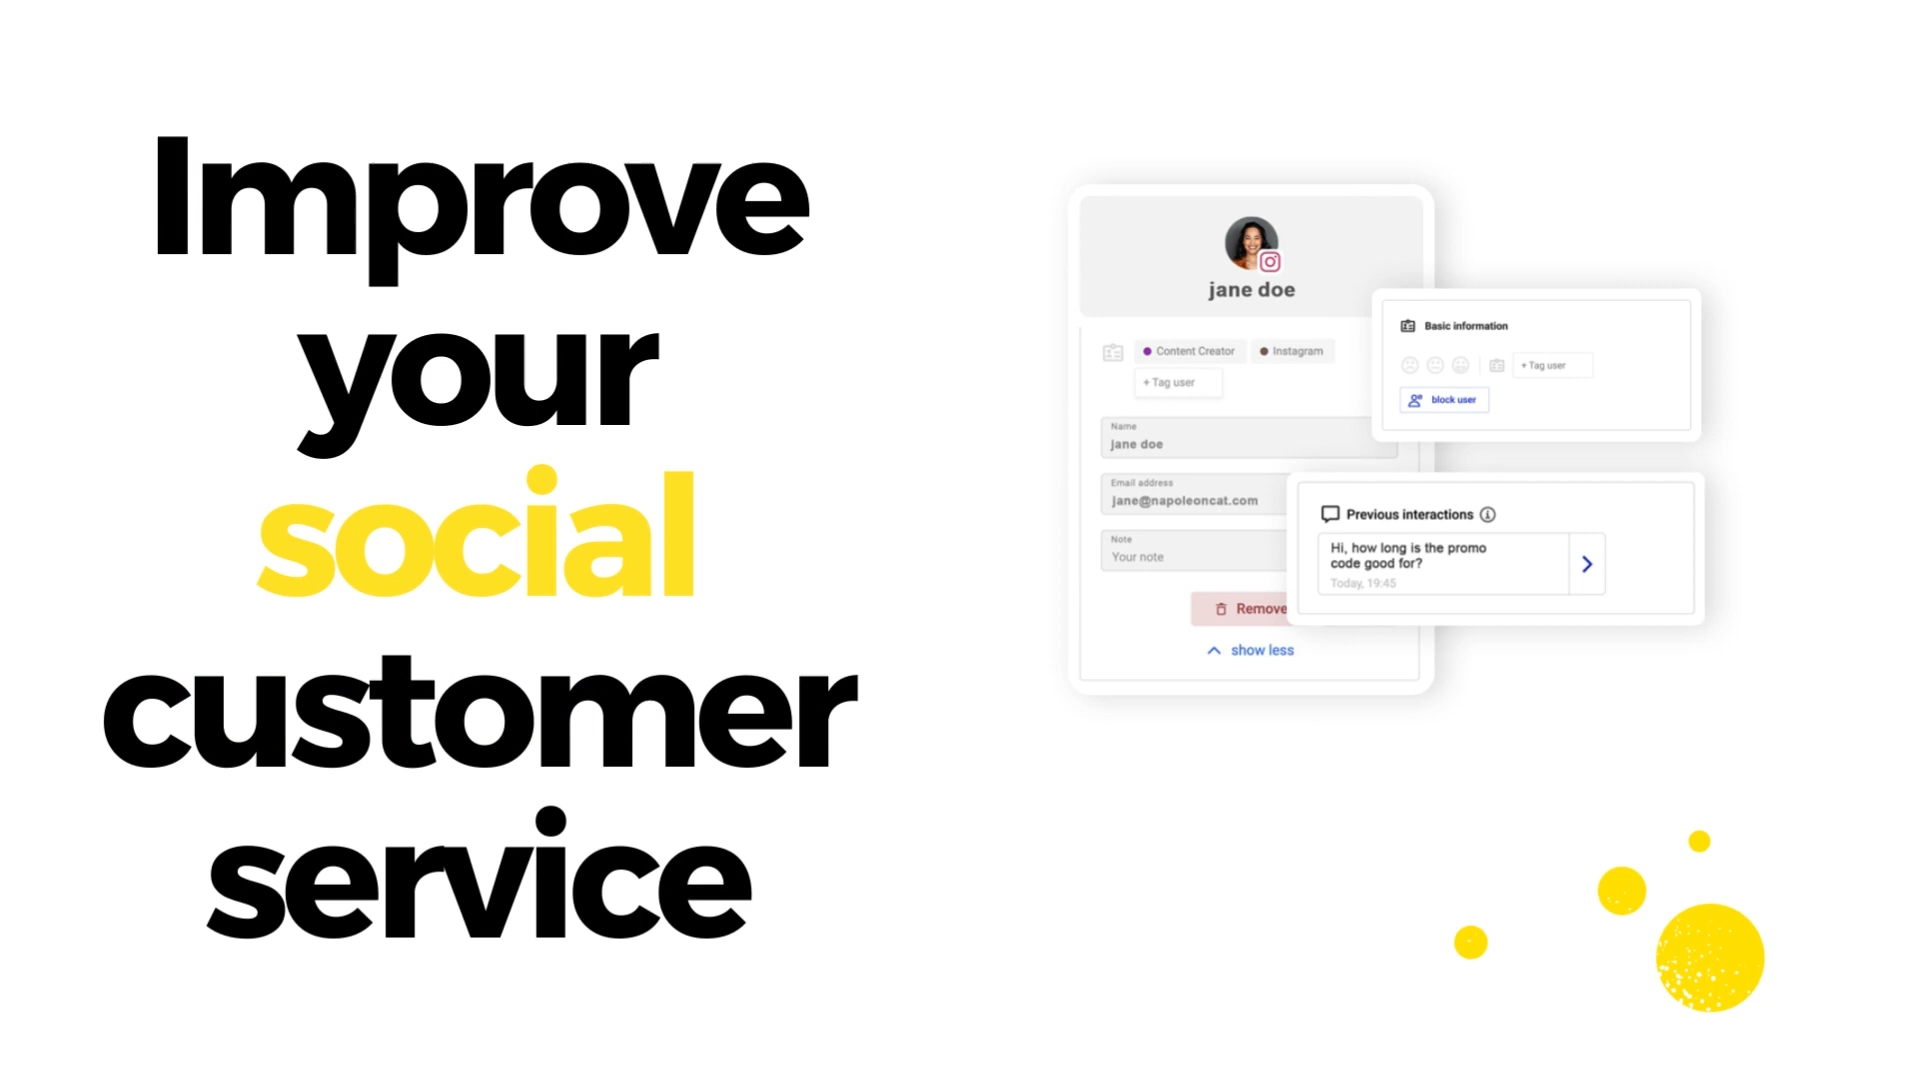 Improve
your
social
customer
service
jane doe
Content Creator
Instagram
+ Tag user
Name
jane doe
Email address
jane@napoleoncat.com
Note
Your note
Remove
show less
Basic information
+ Tag user
block user
Previous interactions
Hi, how long is the promo
code good for?
Today, 19:45